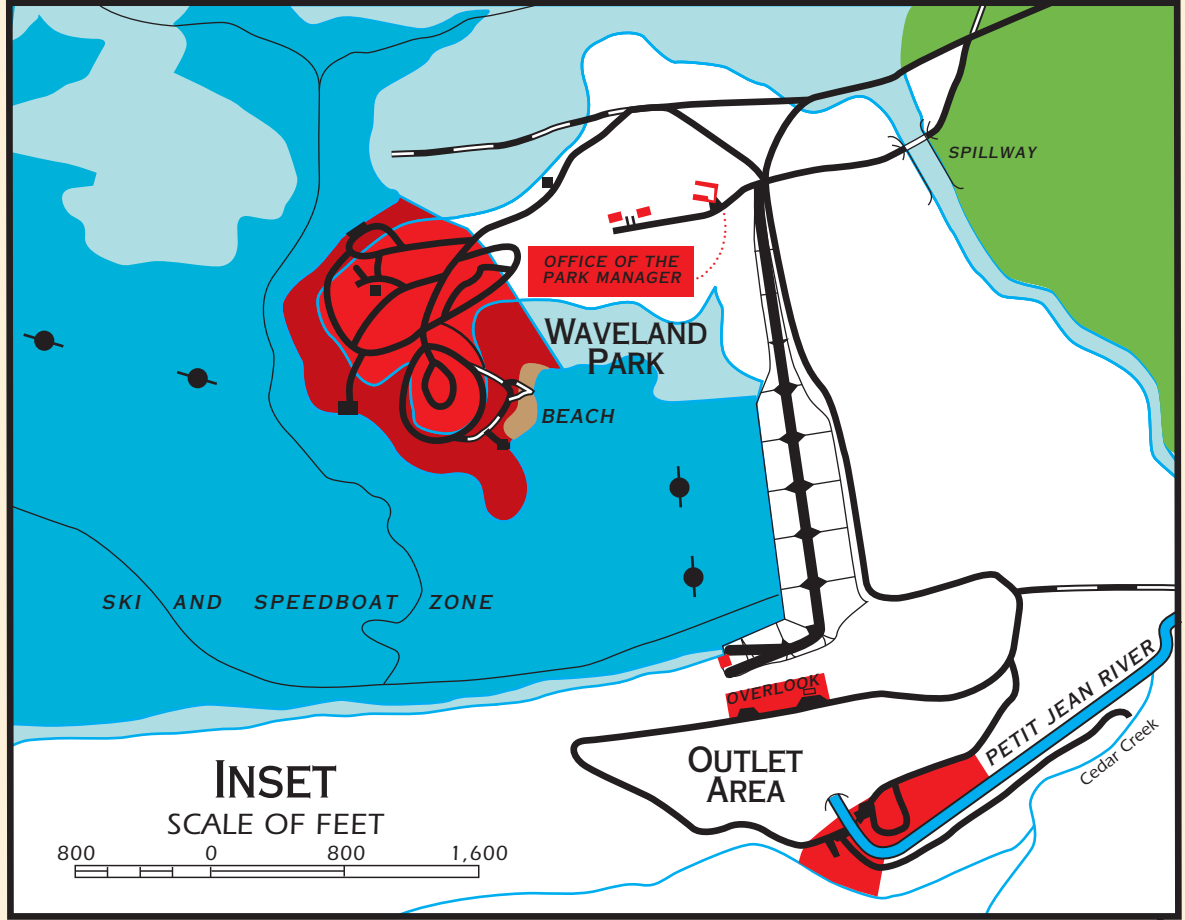 SPILLWAY
OFFICE OF THE
PARK MANAGER
WAVELAND
PARK
BEACH
SKI AND SPEEDBOAT ZONE
OVERLOOK
PETIT JEAN RIVER
Cedar Creek
OUTLET
AREA
INSET
SCALE OF FEET
800 0 800 1,600